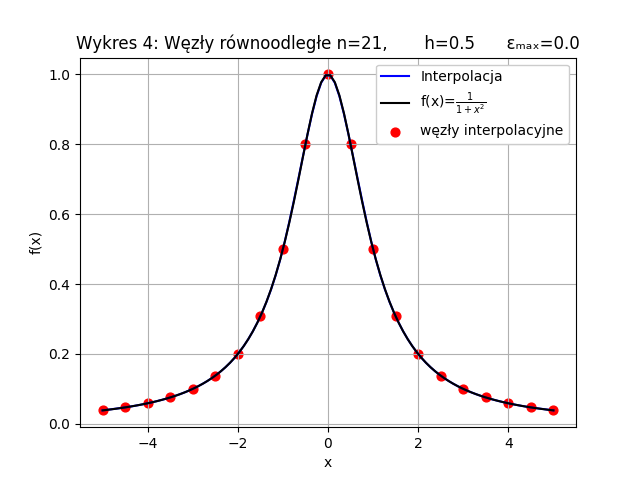 Wykres 4: Węzły równoodległe n=21, h=0.5 εₘₐₓ=0.0
Interpolacja
f(x)=1/(1+x²)
węzły interpolacyjne
f(x)
1.0
0.8
0.6
0.4
0.2
0.0
−4 −2 0 2 4
x